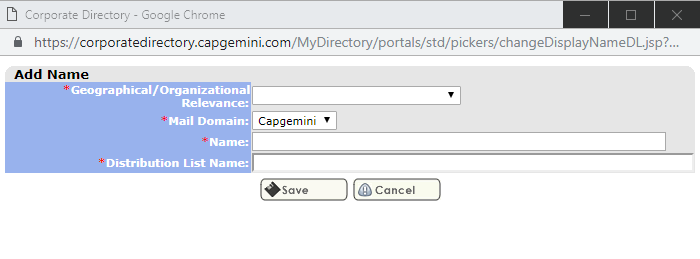 Corporate Directory - Google Chrome
https://corporatedirectory.capgemini.com/MyDirectory/portals/std/pickers/changeDisplayNameDL.jsp?...
Add Name
*Geographical/Organizational
Relevance:
*Mail Domain: Capgemini
*Name:
*Distribution List Name:
Save Cancel